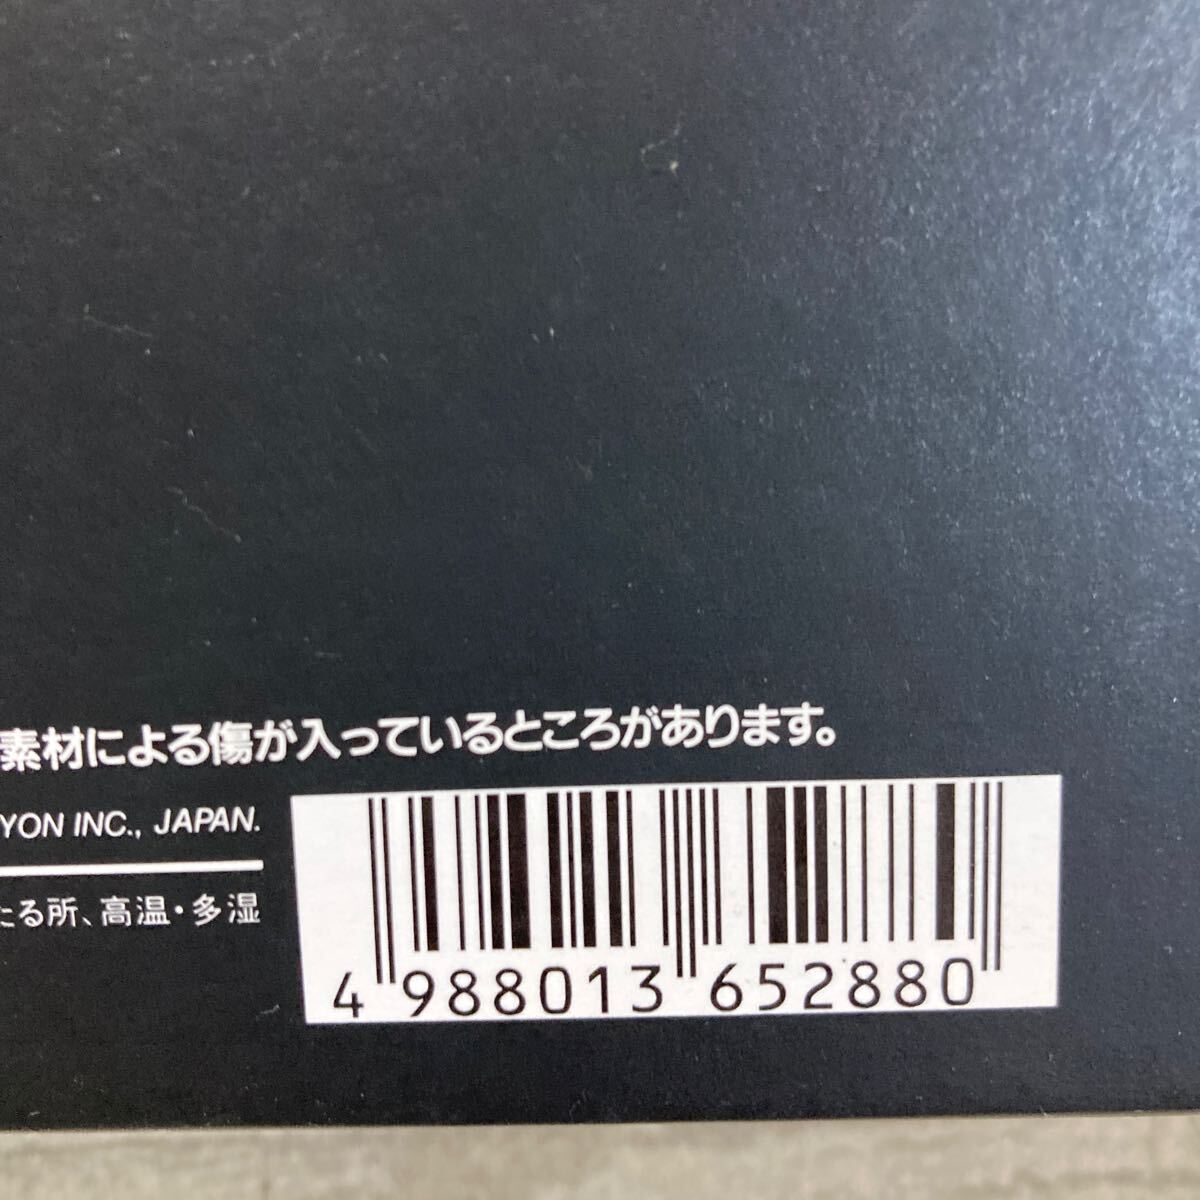 素材による傷が入っているところがあります。
YON INC., JAPAN.
たる所、高温・多湿
4 988013 652880